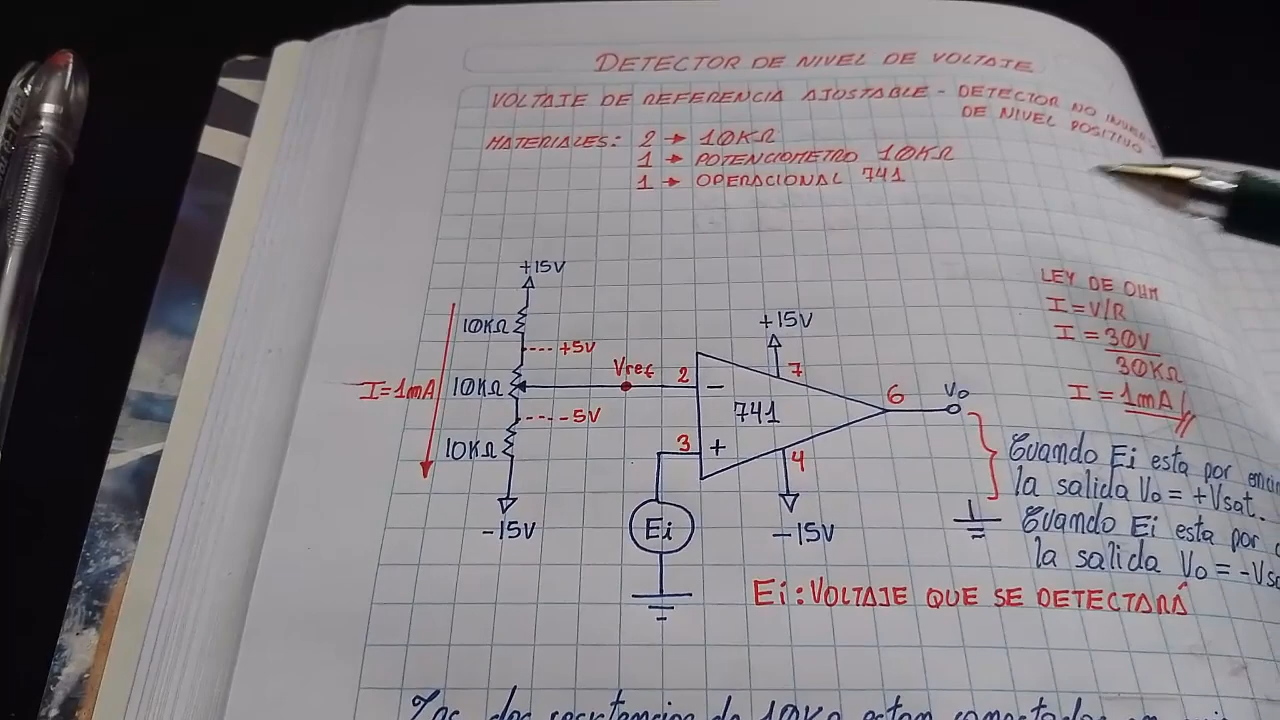 DETECTOR DE NIVEL DE VOLTAJE
VOLTAJE DE REFERENCIA AJUSTABLE - DETECTOR NO
DE NIVEL POSITIVO
MATERIALES: 2 → 10KΩ
1 → POTENCIOMETRO 10KΩ
1 → OPERACIONAL 741
+15V
10KΩ
+5V
I=1mA
10KΩ
-5V
10KΩ
-15V
Vref
2
3
-
+
741
+15V
7
4
-15V
6
Vo
Ei
LEY DE OHM
I=V/R
I = 30V
30KΩ
I = 1mA
Cuando Ei esta por
la salida Vo = +Vsat.
Cuando Ei esta por
la salida Vo = -
Ei: VOLTAJE QUE SE DETECTARÁ